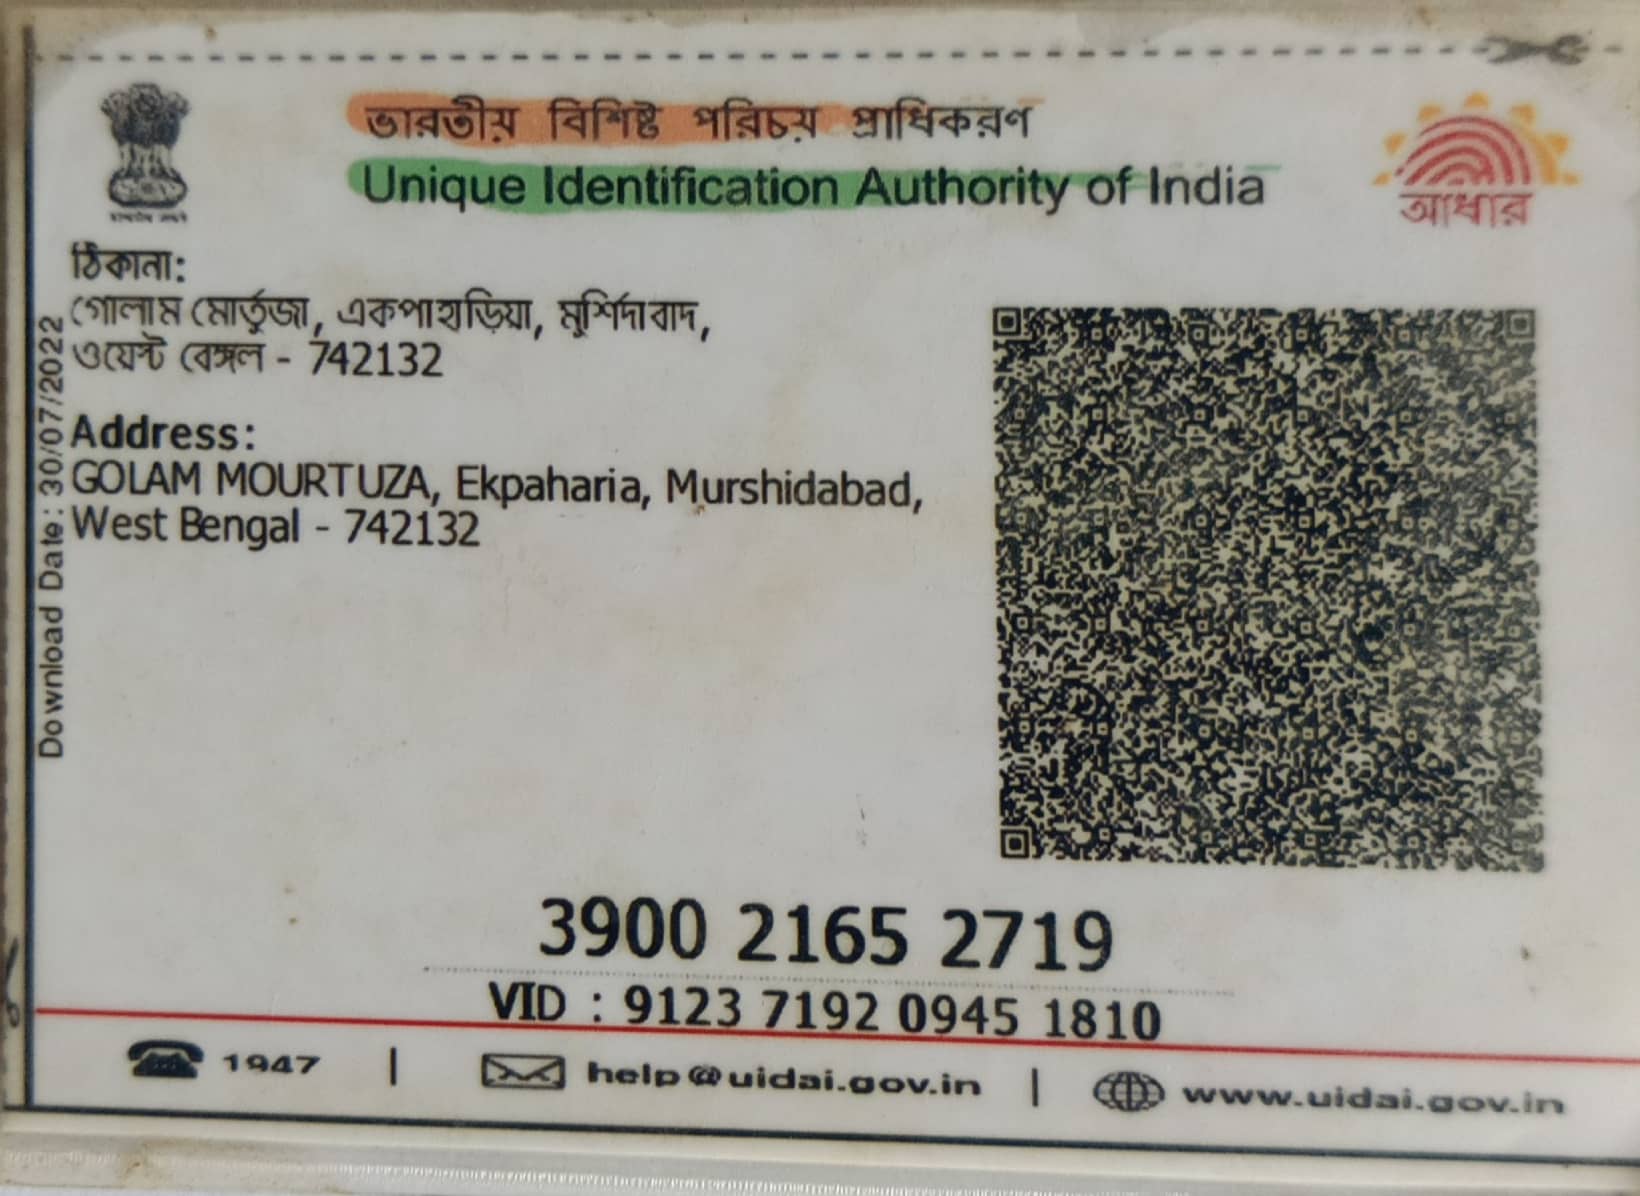 ভারতীয় বিশিষ্ট পরিচয় প্রাধিকরণ
Unique Identification Authority of India
আধার
ঠিকানা:
গোলাম মোর্তুজা, একপাহাড়িয়া, মুর্শিদাবাদ,
ওয়েস্ট বেঙ্গল - 742132
Address:
GOLAM MOURTUZA, Ekpaharia, Murshidabad,
West Bengal - 742132
Download Date: 30/07/2022
3900 2165 2719
VID : 9123 7192 0945 1810
1947 | help@uidai.gov.in | www.uidai.gov.in